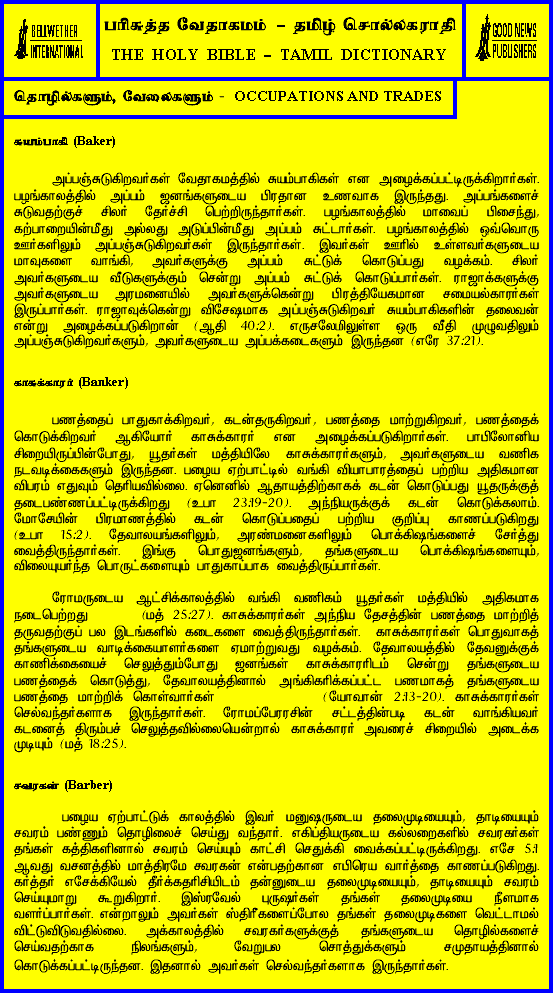 BELLWETHER
INTERNATIONAL
பரிசுத்த வேதாகமம் – தமிழ் சொல்லகராதி
THE HOLY BIBLE – TAMIL DICTIONARY
GOOD NEWS
PUBLISHERS
தொழில்களும், வேலைகளும் - OCCUPATIONS AND TRADES
சுயம்பாகி (Baker)
அப்பஞ்சுடுகிறவர்கள் வேதாகமத்தில் சுயம்பாகிகள் என அழைக்கப்பட்டிருக்கிறார்கள்.
பழங்காலத்தில் அப்பம் ஜனங்களுடைய பிரதான உணவாக இருந்தது. அப்பங்களைச்
சுடுவதற்குச் சிலர் தேர்ச்சி பெற்றிருந்தார்கள். பழங்காலத்தில் மாவைப் பிசைந்து,
கற்பாறையின்மீது அல்லது அடுப்பின்மீது அப்பம் சுட்டார்கள். பழங்காலத்தில் ஒவ்வொரு
ஊர்களிலும் அப்பஞ்சுடுகிறவர்கள் இருந்தார்கள். இவர்கள் ஊரில் உள்ளவர்களுடைய
மாவுகளை வாங்கி, அவர்களுக்கு அப்பம் சுட்டுக் கொடுப்பது வழக்கம். சிலர்
அவர்களுடைய வீடுகளுக்கும் சென்று அப்பம் சுட்டுக் கொடுப்பார்கள். ராஜாக்களுக்கு
அவர்களுடைய அரமனையில் அவர்களுக்கென்று பிரத்தியேகமான சமையல்காரர்கள்
இருப்பார்கள். ராஜாவுக்கென்று விசேஷமாக அப்பஞ்சுடுகிறவன் சுயம்பாகிகளின் தலைவன்
என்று அழைக்கப்படுகிறான் (ஆதி 40:2). எருசலேமிலுள்ள ஒரு வீதி முழுவதிலும்
அப்பஞ்சுடுகிறவர்களும், அவர்களுடைய அப்பக்கடைகளும் இருந்தன (எரே 37:21).
காசுக்காரர் (Banker)
பணத்தைப் பாதுகாக்கிறவர், கடன்தருகிறவர், பணத்தை மாற்றுகிறவர், பணத்தைக்
கொடுக்கிறவர் ஆகியோர் காசுக்காரர் என அழைக்கப்படுகிறார்கள். பாபிலோனிய
சிறையிருப்பின்போது, யூதர்கள் மத்தியிலே காசுக்காரர்களும், அவர்களுடைய வணிக
நடவடிக்கைகளும் இருந்தன. பழைய ஏற்பாட்டில் வங்கி வியாபாரத்தைப் பற்றிய அதிகமான
விபரம் எதுவும் தெரியவில்லை. ஏனெனில் ஆதாயத்திற்காகக் கடன் கொடுப்பது யூதருக்குத்
தடைபண்ணப்பட்டிருக்கிறது (உபா 23:19-20). அந்நியருக்குக் கடன் கொடுக்கலாம்.
மோசேயின் பிரமாணத்தில் கடன் கொடுப்பதைப் பற்றிய குறிப்பு காணப்படுகிறது
(உபா 15:2). தேவாலயங்களிலும், அரண்மனைகளிலும் பொக்கிஷங்களைச் சேர்த்து
வைத்திருந்தார்கள். இங்கு பொதுஜனங்களும், தங்களுடைய பொக்கிஷங்களையும்,
விலையுயர்ந்த பொருட்களையும் பாதுகாப்பாக வைத்திருப்பார்கள்.
ரோமருடைய ஆட்சிக்காலத்தில் வங்கி வணிகம் யூதர்கள் மத்தியில் அதிகமாக
நடைபெற்றது (மத் 25:27). காசுக்காரர்கள் அந்நிய தேசத்தின் பணத்தை மாற்றித்
தருவதற்குப் பல இடங்களில் கடைகளை வைத்திருந்தார்கள். காசுக்காரர்கள் பொதுவாகத்
தங்களுடைய வாடிக்கையாளர்களை ஏமாற்றுவது வழக்கம். தேவாலயத்தில் தேவனுக்குக்
காணிக்கையைச் செலுத்தும்போது ஜனங்கள் காசுக்காரரிடம் சென்று தங்களுடைய
பணத்தைக் கொடுத்து, தேவாலயத்தினால் அங்கிகரிக்கப்பட்ட பணமாகத் தங்களுடைய
பணத்தை மாற்றிக் கொள்வார்கள் (யோவான் 2:13-20). காசுக்காரர்கள்
செல்வந்தர்களாக இருந்தார்கள். ரோமப்பேரரசின் சட்டத்தின்படி கடன் வாங்கியவர்
கடனைத் திரும்பச் செலுத்தவில்லையென்றால் காசுக்காரர் அவரைச் சிறையில் அடைக்க
முடியும் (மத் 18:25).
சவரகன் (Barber)
பழைய ஏற்பாட்டுக் காலத்தில் இவர் மனுஷருடைய தலைமுடியையும், தாடியையும்
சவரம் பண்ணும் தொழிலைச் செய்து வந்தார். எகிப்தியருடைய கல்லறைகளில் சவரகர்கள்
தங்கள் கத்திகளினால் சவரம் செய்யும் காட்சி செதுக்கி வைக்கப்பட்டிருக்கிறது. எசே 5:1
ஆவது வசனத்தில் மாத்திரமே சவரகன் என்பதற்கான எபிரெய வார்த்தை காணப்படுகிறது.
கர்த்தர் எசேக்கியேல் தீர்க்கதரிசியிடம் தன்னுடைய தலைமுடியையும், தாடியையும் சவரம்
செய்யுமாறு கூறுகிறார். இஸ்ரவேல் புருஷர்கள் தங்கள் தலைமுடியை நீளமாக
வளர்ப்பார்கள். என்றாலும் அவர்கள் ஸ்திரீகளைப்போல தங்கள் தலைமுடிகளை வெட்டாமல்
விட்டுவிடுவதில்லை. அக்காலத்தில் சவரகர்களுக்குத் தங்களுடைய தொழில்களைச்
செய்வதற்காக நிலங்களும், வேறுபல சொத்துக்களும் சமுதாயத்தினால்
கொடுக்கப்பட்டிருந்தன. இதனால் அவர்கள் செல்வந்தர்களாக இருந்தார்கள்.